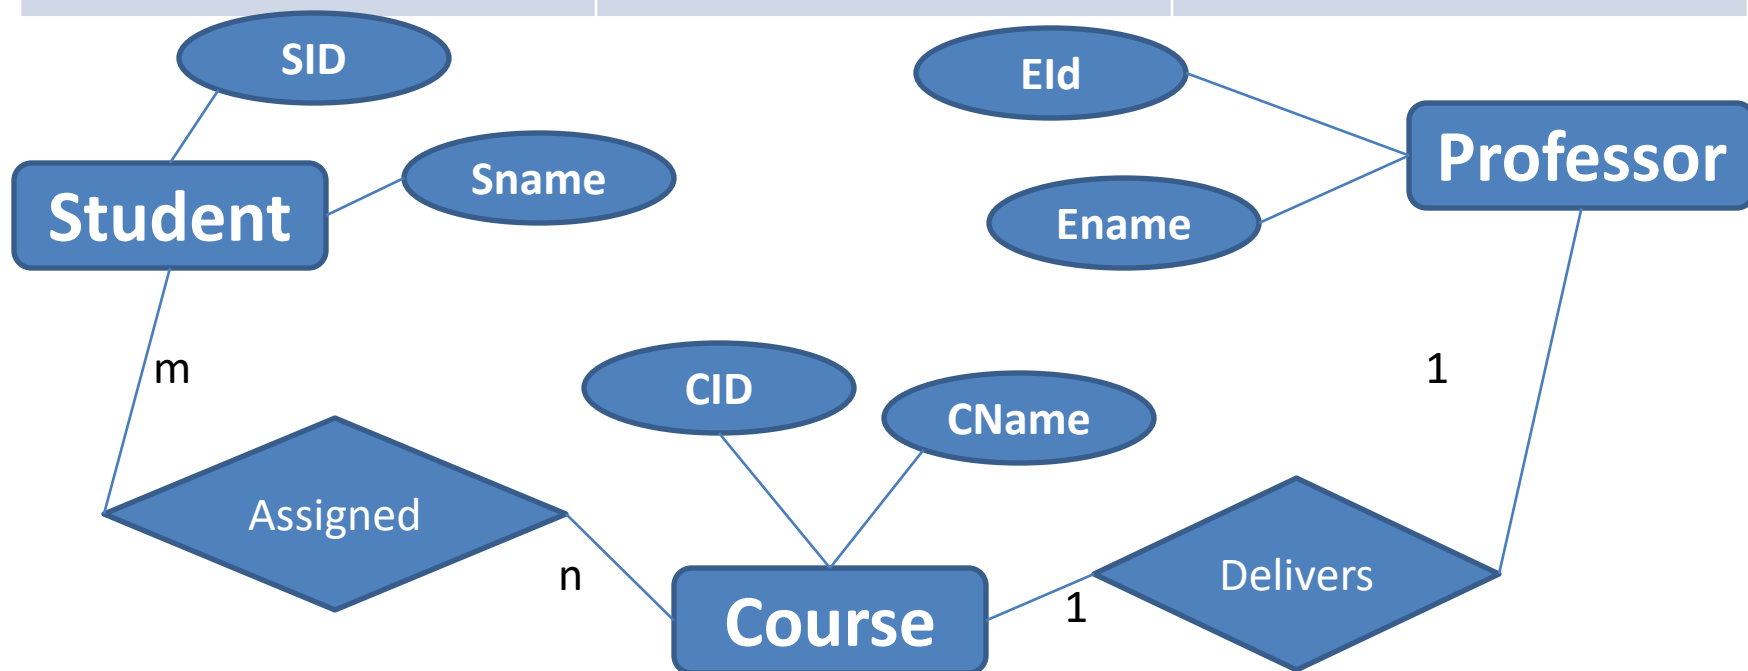 SID
EId
Professor
Sname
Student
Ename
m
1
CID
CName
Assigned
Delivers
n
1
Course